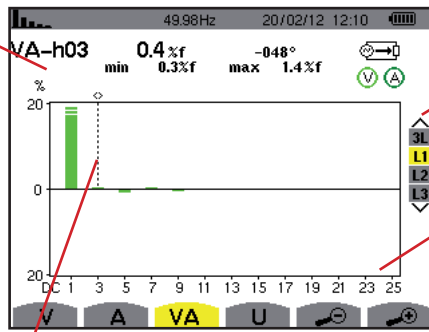 49.98Hz 20/02/12 12:10
VA-h03 0.4 %f -048°
min 0.3%f max 1.4%f
V A
%
20
0
20
3L
L1
L2
L3
DC 1 3 5 7 9 11 13 15 17 19 21 23 25
V A VA U